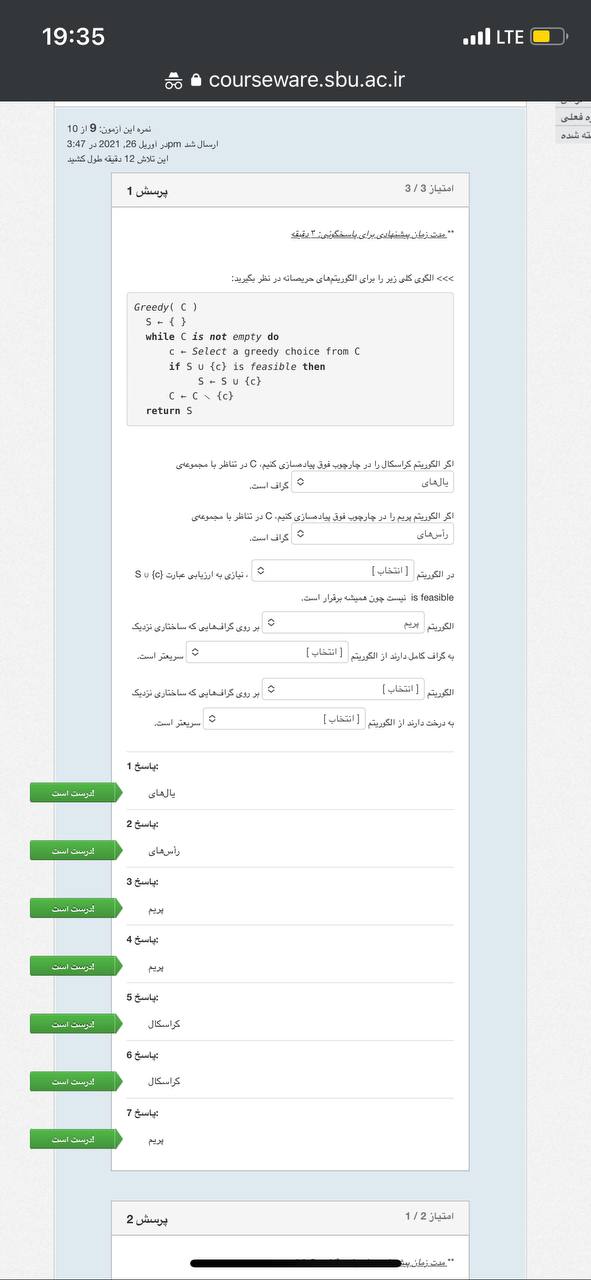 19:35
LTE
courseware.sbu.ac.ir
ه فعلی
ته شده
نمره این آزمون: 9 از 10
ارسال شد pmدر آوریل 26, 2021 در 3:47
این تلاش 12 دقیقه طول کشید
پرسش 1
امتیاز 3 / 3
** مدت زمان پیشنهادی برای پاسخگوئی: ۳ دقیقه
>>> الگوی کلی زیر را برای الگوریتم‌های حریصانه در نظر بگیرید:
Greedy( C )
S ← { }
while C is not empty do
c ← Select a greedy choice from C
if S ∪ {c} is feasible then
S ← S ∪ {c}
C ← C ∖ {c}
return S
اگر الگوریتم کراسکال را در چارچوب فوق پیاده‌سازی کنیم، C در تناظر با مجموعه‌ی
یال‌های گراف است.
اگر الگوریتم پریم را در چارچوب فوق پیاده‌سازی کنیم، C در تناظر با مجموعه‌ی
رأس‌های گراف است.
در الگوریتم [ انتخاب ] ، نیازی به ارزیابی عبارت S ∪ {c}
is feasible نیست چون همیشه برقرار است.
الگوریتم پریم بر روی گراف‌هایی که ساختاری نزدیک
به گراف کامل دارند از الگوریتم [ انتخاب ] سریعتر است.
الگوریتم [ انتخاب ] بر روی گراف‌هایی که ساختاری نزدیک
به درخت دارند از الگوریتم [ انتخاب ] سریعتر است.
پاسخ 1:
درست است!
یال‌های
پاسخ 2:
درست است!
رأس‌های
پاسخ 3:
درست است!
پریم
پاسخ 4:
درست است!
پریم
پاسخ 5:
درست است!
کراسکال
پاسخ 6:
درست است!
کراسکال
پاسخ 7:
درست است!
پریم
پرسش 2
امتیاز 2 / 1
** مدت زمان